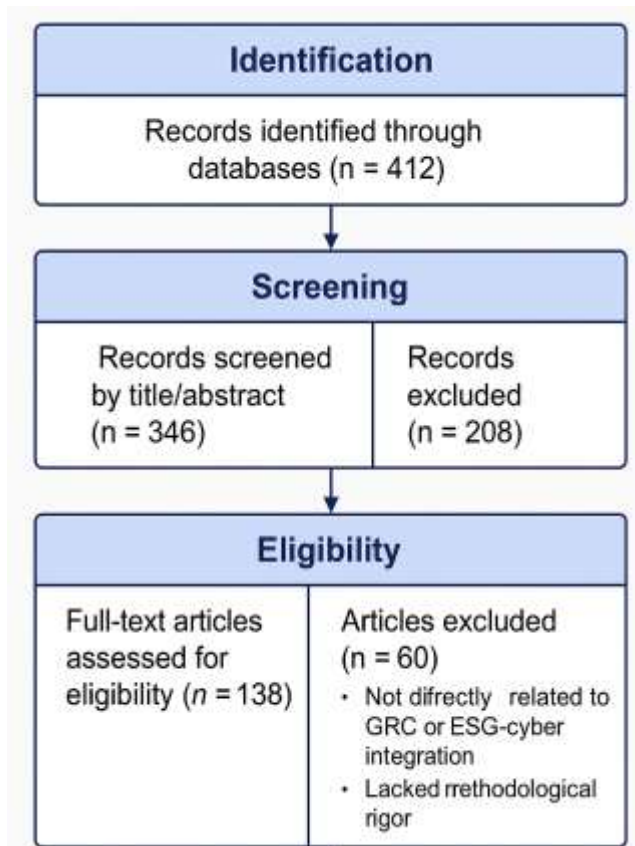 Identification
Records identified through
databases (n = 412)
Screening
Records screened
by title/abstract
(n = 346)
Records
excluded
(n = 208)
Eligibility
Full-text articles
assessed for
eligibility (n = 138)
Articles excluded
(n = 60)
• Not difrectly related to
GRC or ESG-cyber
integration
• Lacked rrethodological
rigor